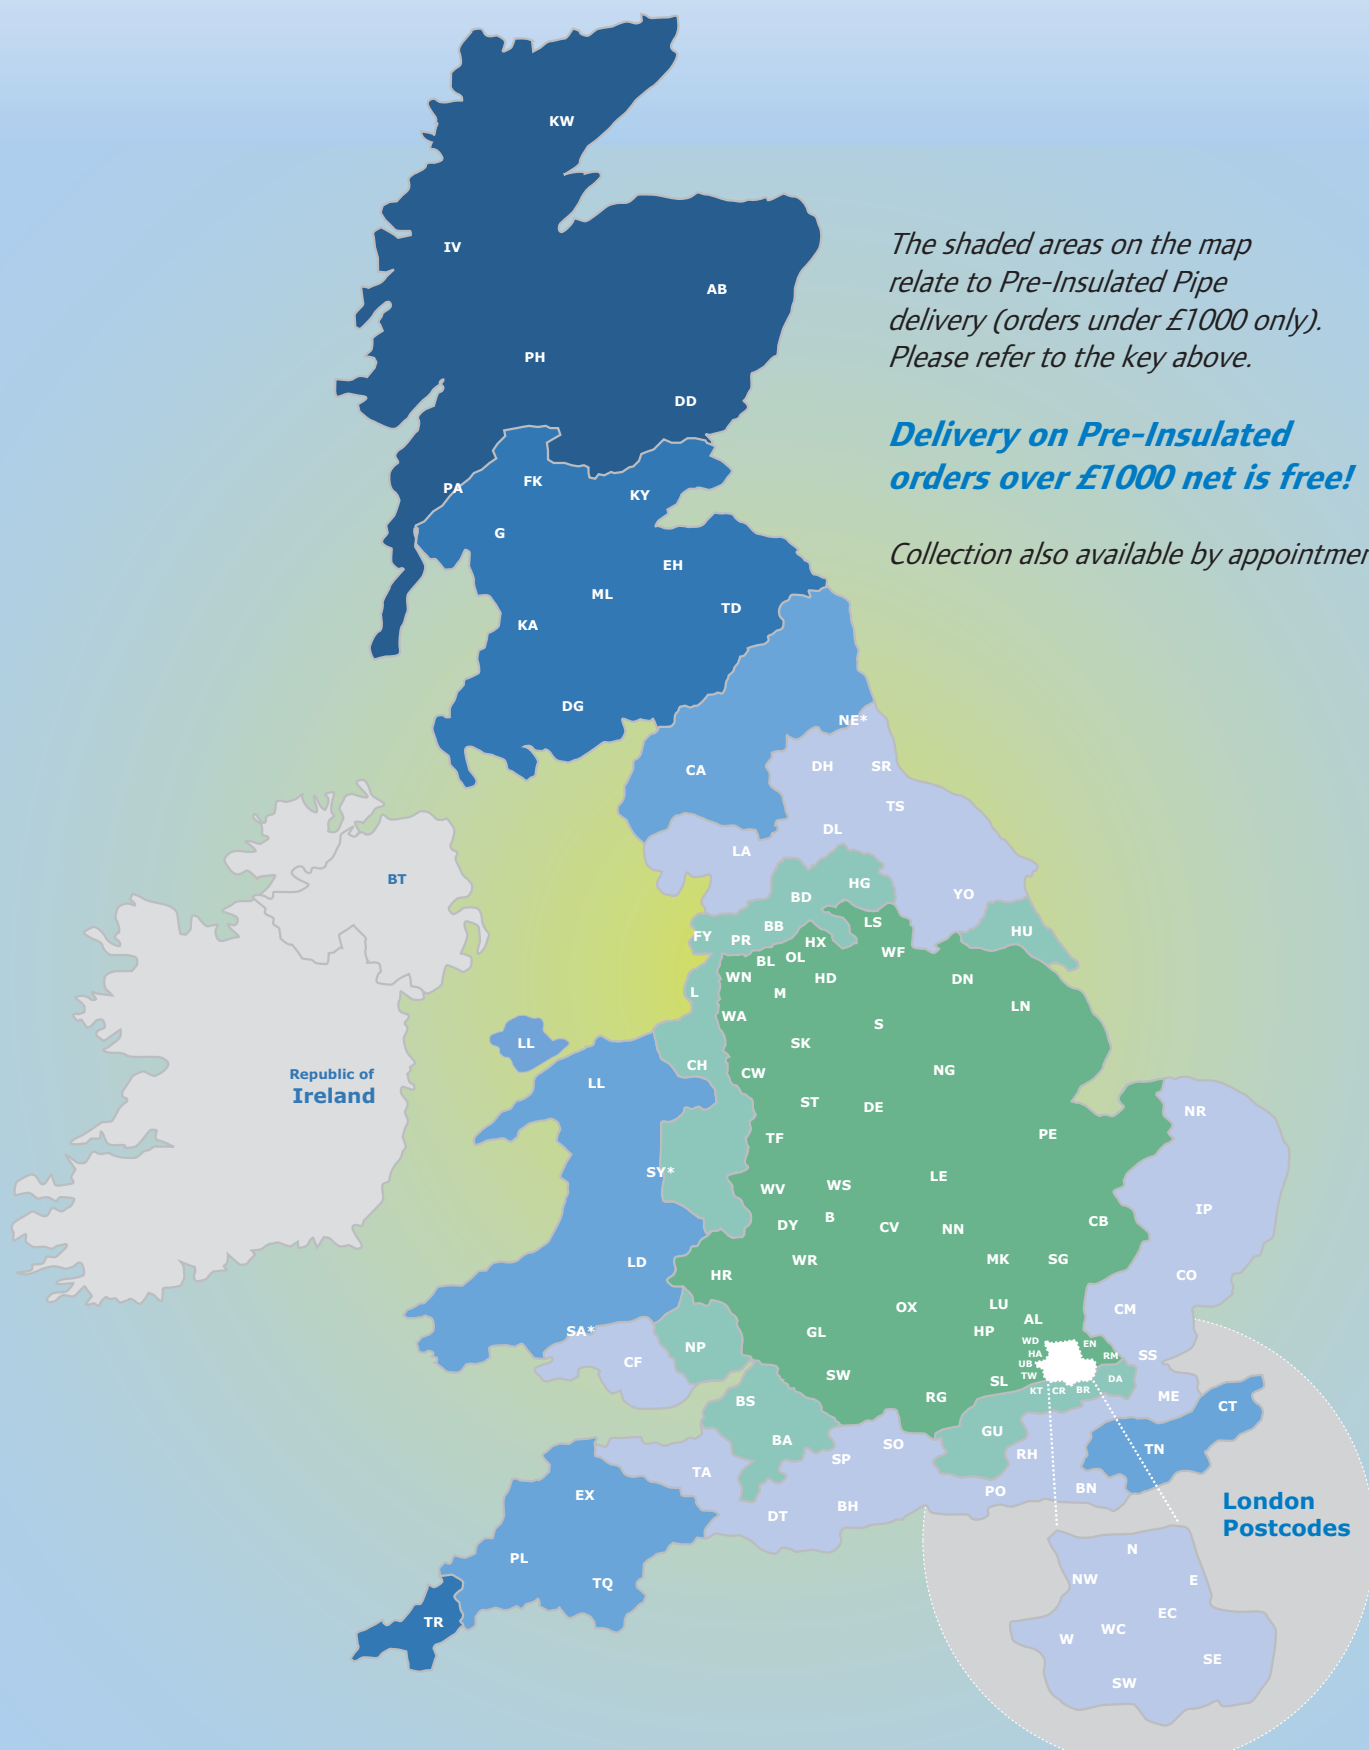 KW
IV
The shaded areas on the map
relate to Pre-Insulated Pipe
delivery (orders under £1000 only).
Please refer to the key above.
AB
PH
DD
Delivery on Pre-Insulated
orders over £1000 net is free!
PA
FK
KY
G
Collection also available by appointmen
EH
ML
TD
KA
DG
NE*
CA
DH
SR
TS
DL
LA
BT
HG
BD
YO
BB
LS
HU
FY
PR
HX
WF
BL
OL
WN
HD
DN
L
M
LN
WA
S
LL
SK
CH
CW
NG
Republic of
Ireland
LL
ST
DE
NR
TF
PE
SY*
LE
WV
WS
IP
DY
B
CV
NN
CB
LD
WR
MK
SG
HR
CO
OX
LU
CM
AL
SA*
GL
HP
WD
EN
NP
HA
RM
SS
CF
UB
SW
TW
DA
SL
KT
CR
BR
ME
RG
BS
CT
GU
BA
SO
TN
RH
SP
TA
EX
PO
BN
London
Postcodes
DT
BH
PL
N
TQ
NW
E
TR
EC
WC
W
SE
SW